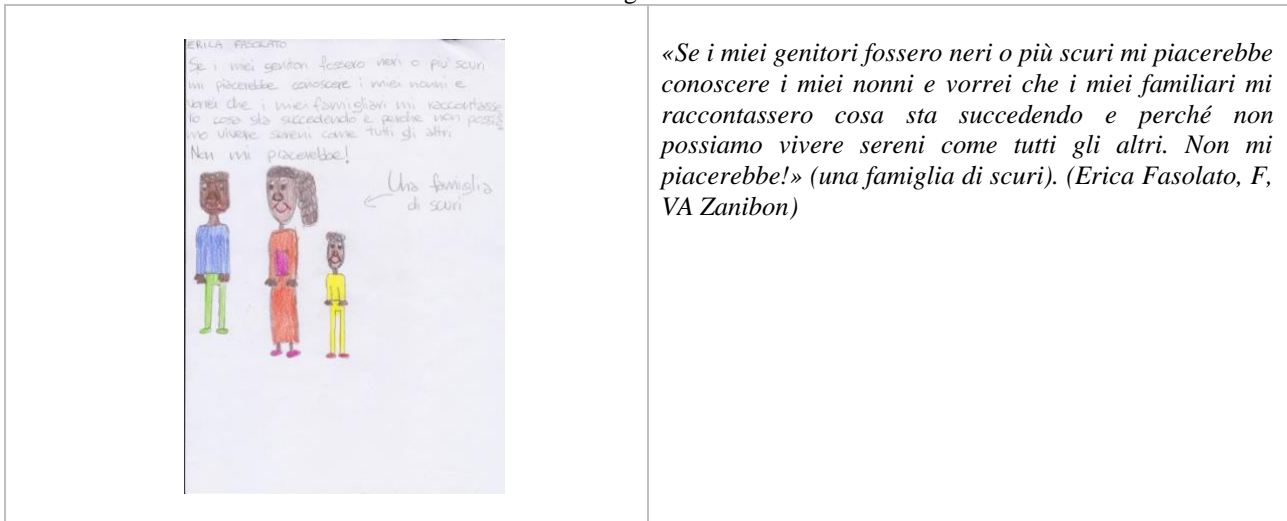 ERICA FASOLATO
Se i miei genitori fossero neri o più scuri
mi piacerebbe conoscere i miei nonni e
vorrei che i miei famigliari mi raccontasse
ro cosa sta succedendo e perche non possia
mo vivere sereni come tutti gli altri
Non mi piacerebbe!
Una famiglia
di scuri
«Se i miei genitori fossero neri o più scuri mi piacerebbe
conoscere i miei nonni e vorrei che i miei familiari mi
raccontassero cosa sta succedendo e perché non
possiamo vivere sereni come tutti gli altri. Non mi
piacerebbe!» (una famiglia di scuri). (Erica Fasolato, F,
VA Zanibon)